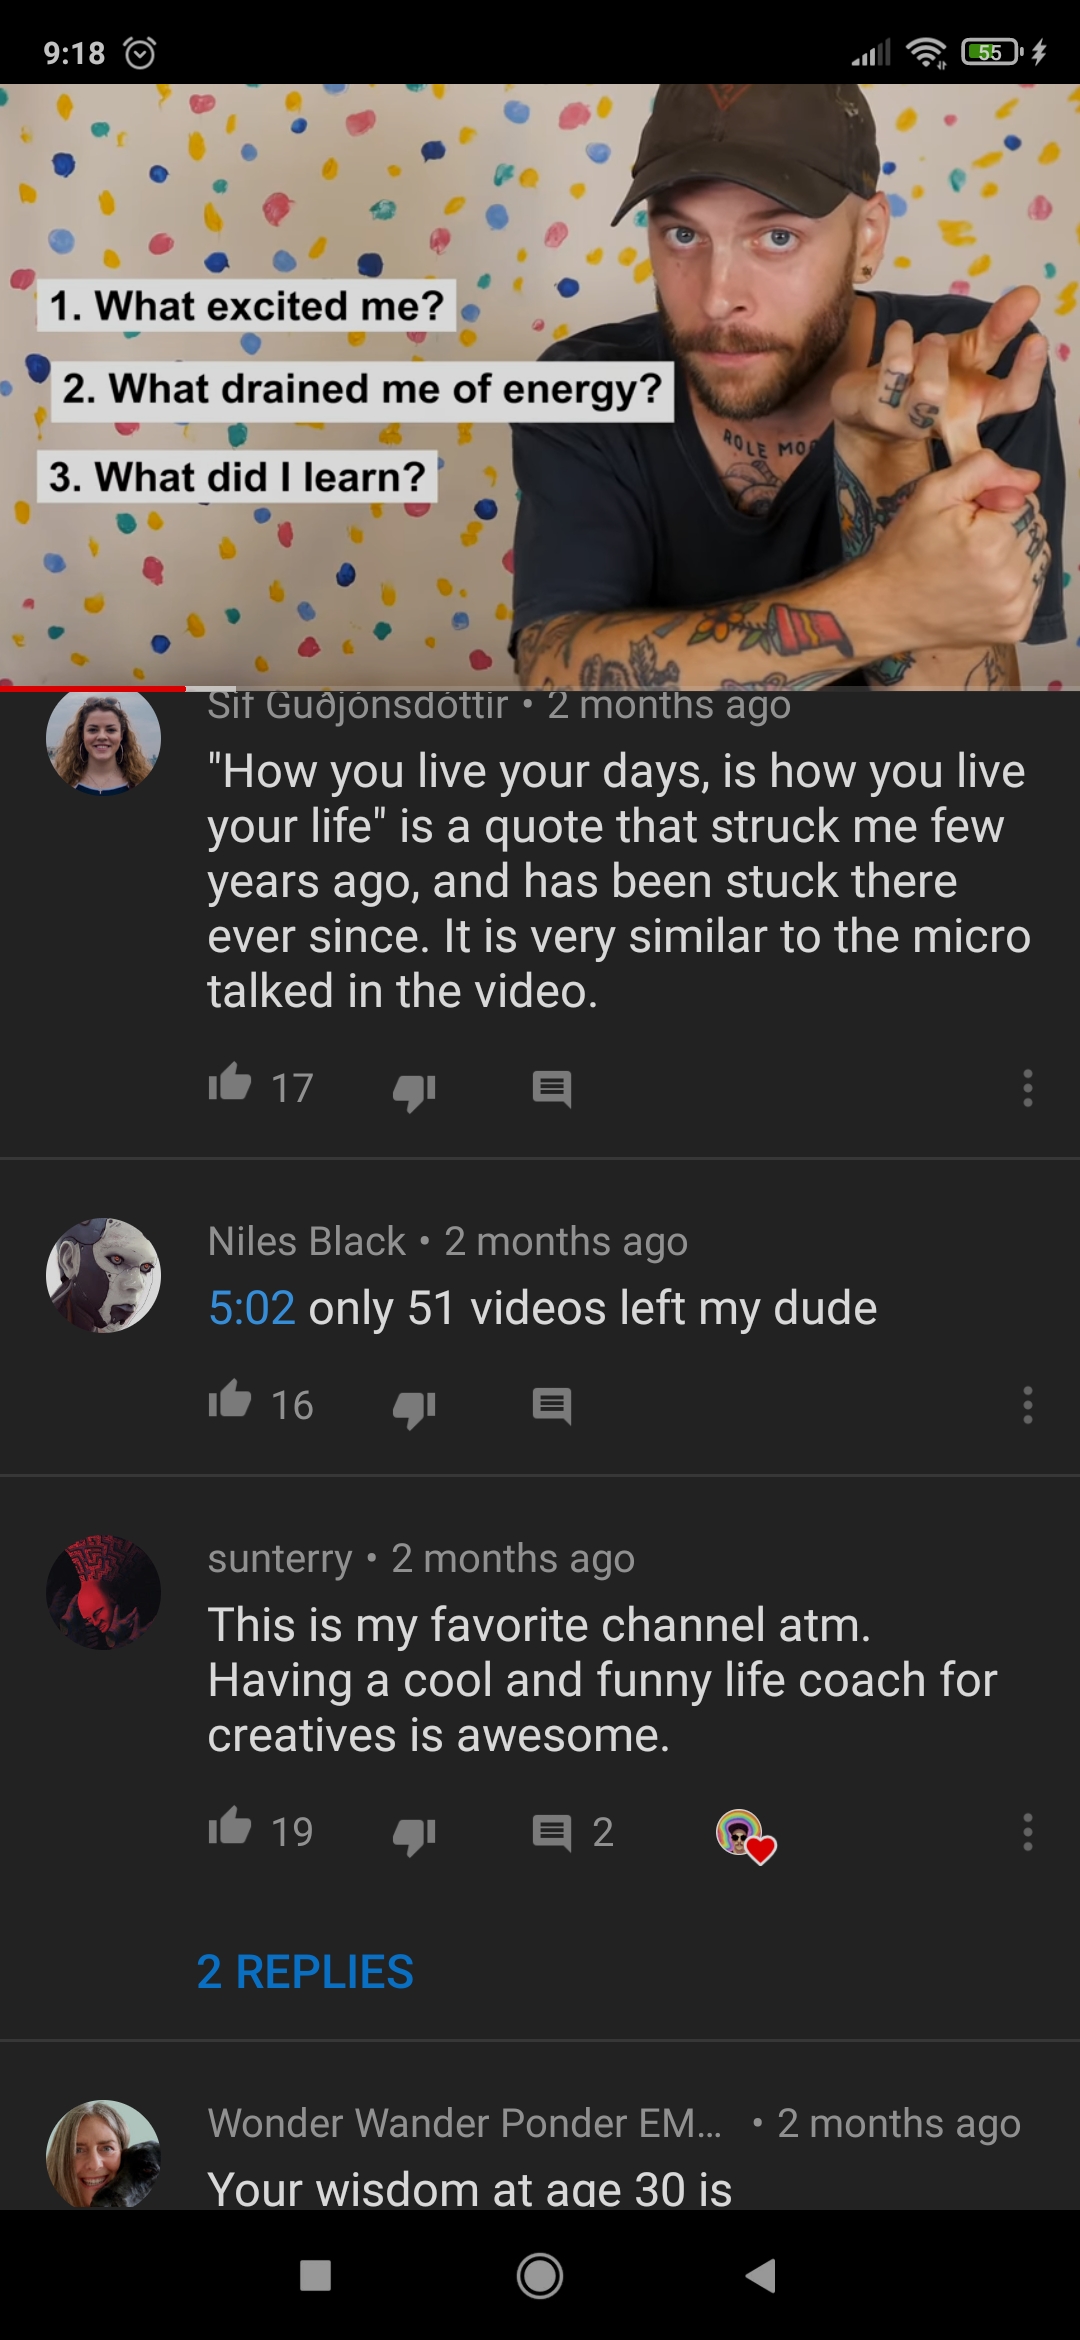 9:18
55
1. What excited me?
2. What drained me of energy?
3. What did I learn?
ROLE MO
Sif Guðjónsdóttir • 2 months ago
"How you live your days, is how you live
your life" is a quote that struck me few
years ago, and has been stuck there
ever since. It is very similar to the micro
talked in the video.
17
Niles Black • 2 months ago
5:02 only 51 videos left my dude
16
sunterry • 2 months ago
This is my favorite channel atm.
Having a cool and funny life coach for
creatives is awesome.
19
2
2 REPLIES
Wonder Wander Ponder EM... • 2 months ago
Your wisdom at age 30 is